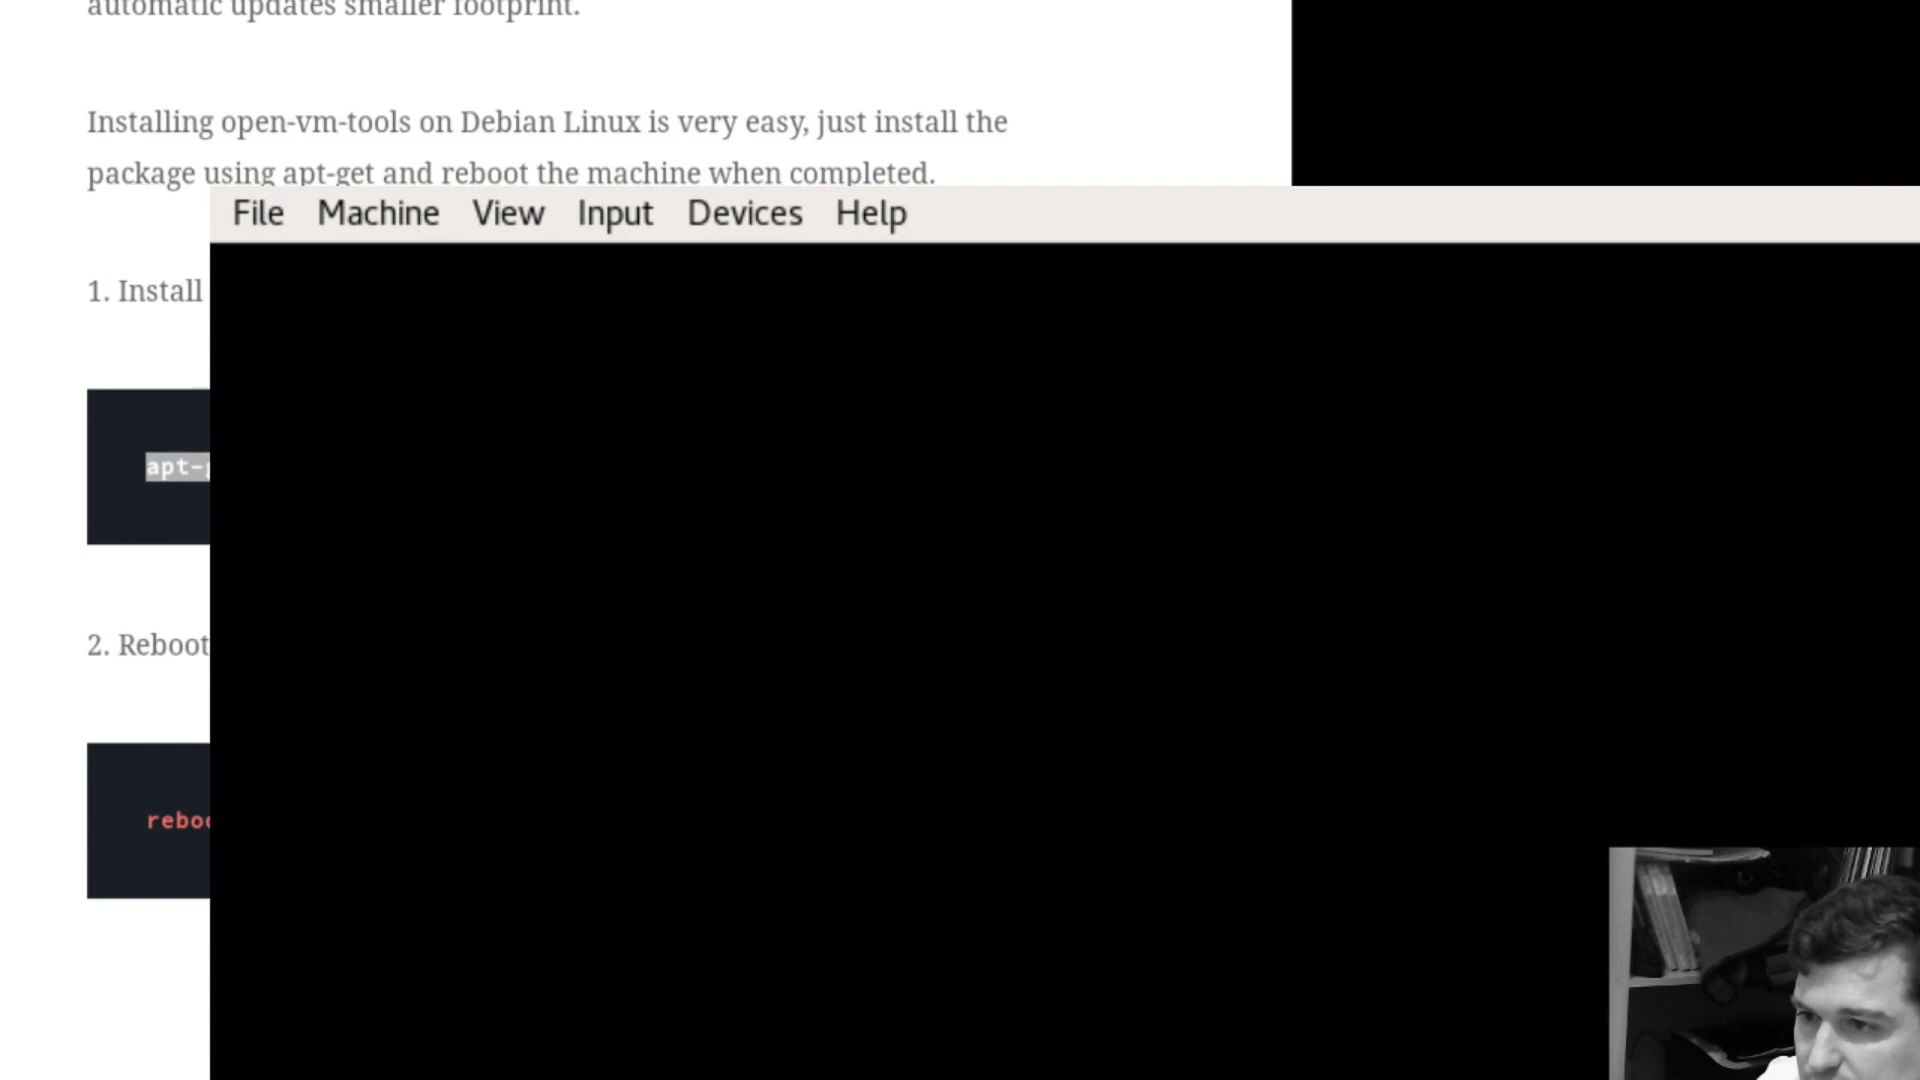 automatic updates smaller footprint.
Installing open-vm-tools on Debian Linux is very easy, just install the
package using apt-get and reboot the machine when completed.
File Machine View Input Devices Help
1. Install
apt-g
2. Reboot
reboo